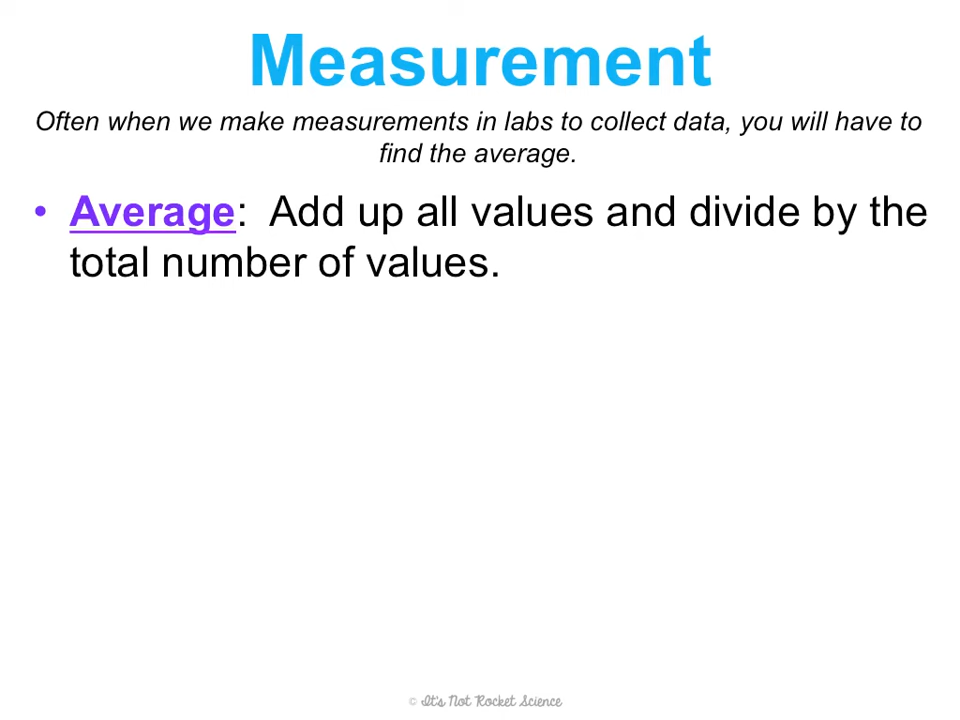 Measurement
Often when we make measurements in labs to collect data, you will have to
find the average.
• Average:  Add up all values and divide by the
total number of values.
© It's Not Rocket Science